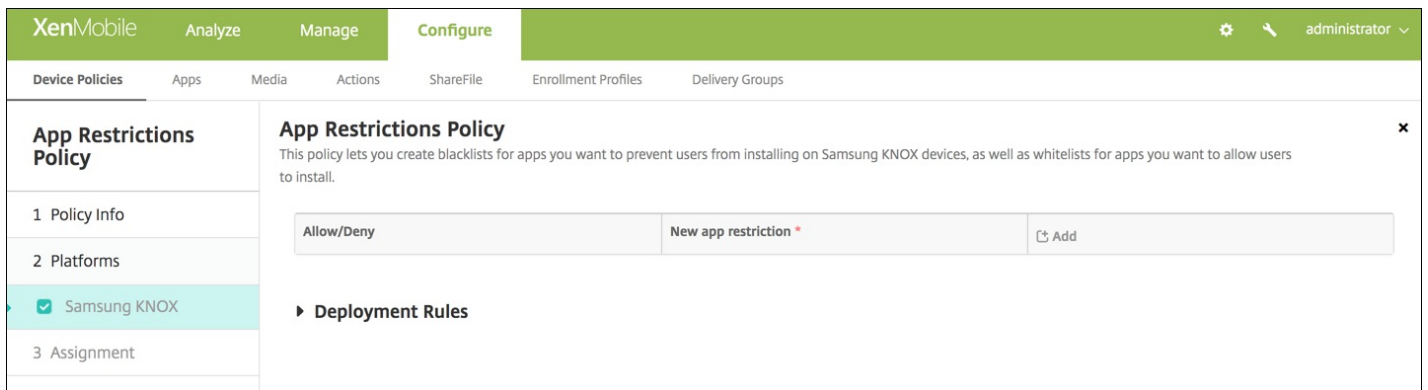 XenMobile Analyze Manage Configure administrator
Device Policies Apps Media Actions ShareFile Enrollment Profiles Delivery Groups
App Restrictions
Policy
1 Policy Info
2 Platforms
Samsung KNOX
3 Assignment
App Restrictions Policy
This policy lets you create blacklists for apps you want to prevent users from installing on Samsung KNOX devices, as well as whitelists for apps you want to allow users
to install.
Allow/Deny New app restriction * Add
Deployment Rules